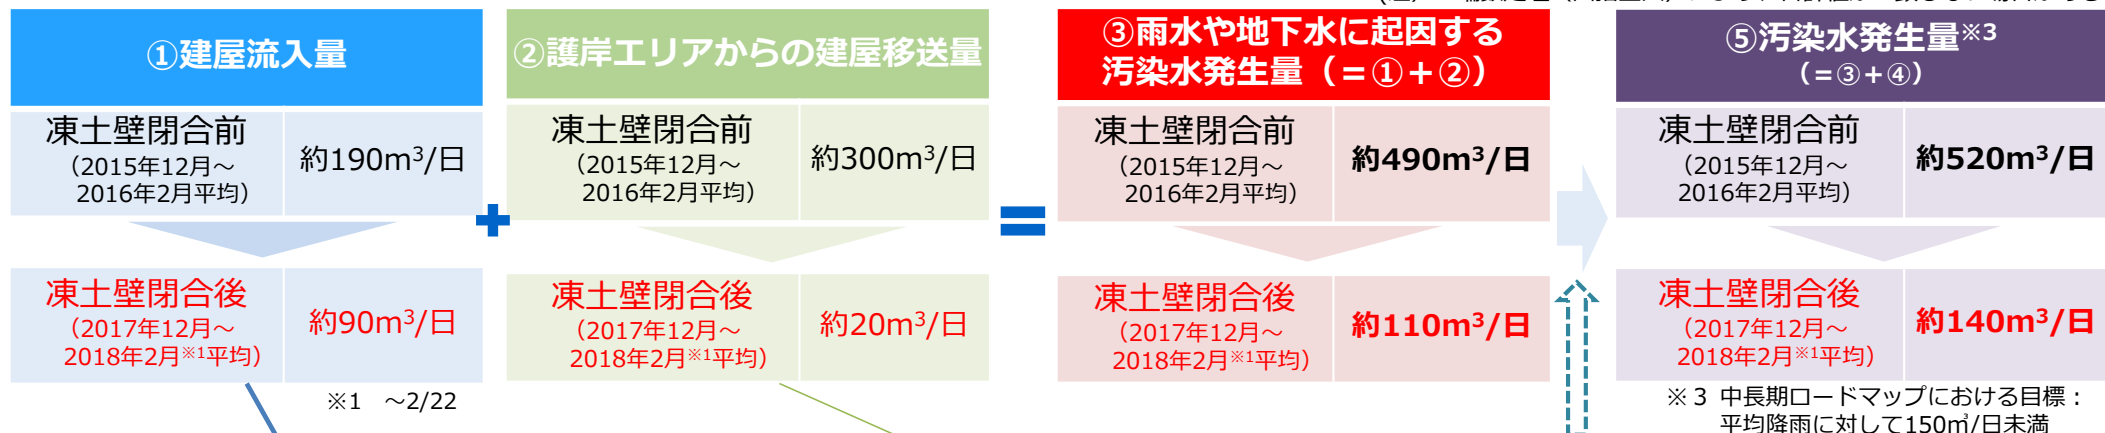 ①建屋流入量
凍土壁閉合前
（2015年12月～
2016年2月平均）
約190m³/日
凍土壁閉合後
（2017年12月～
2018年2月※1平均）
約90m³/日
※1　～2/22
＋
②護岸エリアからの建屋移送量
凍土壁閉合前
（2015年12月～
2016年2月平均）
約300m³/日
凍土壁閉合後
（2017年12月～
2018年2月※1平均）
約20m³/日
＝
③雨水や地下水に起因する
汚染水発生量（＝①＋②）
凍土壁閉合前
（2015年12月～
2016年2月平均）
約490m³/日
凍土壁閉合後
（2017年12月～
2018年2月※1平均）
約110m³/日
⑤汚染水発生量※3
（＝③＋④）
凍土壁閉合前
（2015年12月～
2016年2月平均）
約520m³/日
凍土壁閉合後
（2017年12月～
2018年2月※1平均）
約140m³/日
※３ 中長期ロードマップにおける目標：
平均降雨に対して150㎥/日未満